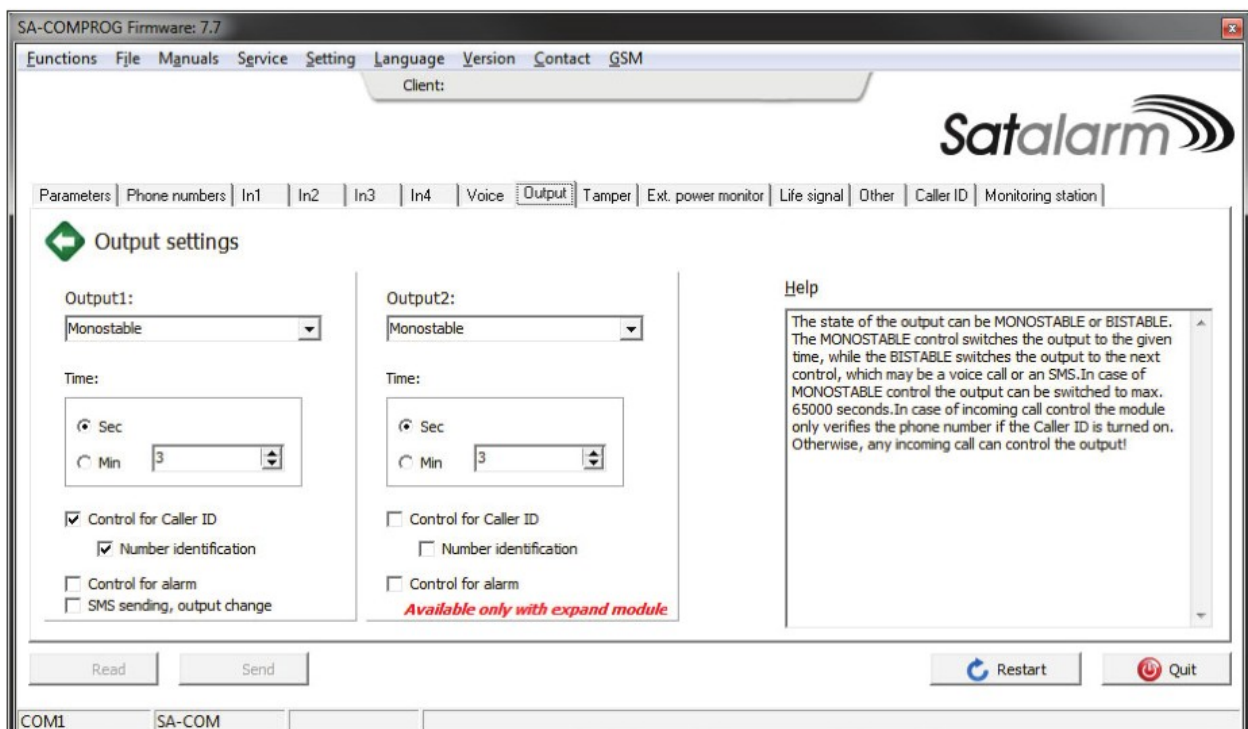 SA-COMPROG Firmware: 7.7
Functions File Manuals Service Setting Language Version Contact GSM
Client:
Satalarm
Parameters Phone numbers In1 In2 In3 In4 Voice Output Tamper Ext. power monitor Life signal Other Caller ID Monitoring station
Output settings
Output1:
Monostable
Time:
Sec
Min 3
Control for Caller ID
Number identification
Control for alarm
SMS sending, output change
Output2:
Monostable
Time:
Sec
Min 3
Control for Caller ID
Number identification
Control for alarm
Available only with expand module
Help
The state of the output can be MONOSTABLE or BISTABLE.
The MONOSTABLE control switches the output to the given
time, while the BISTABLE switches the output to the next
control, which may be a voice call or an SMS.In case of
MONOSTABLE control the output can be switched to max.
65000 seconds.In case of incoming call control the module
only verifies the phone number if the Caller ID is turned on.
Otherwise, any incoming call can control the output!
Read Send Restart Quit
COM1 SA-COM